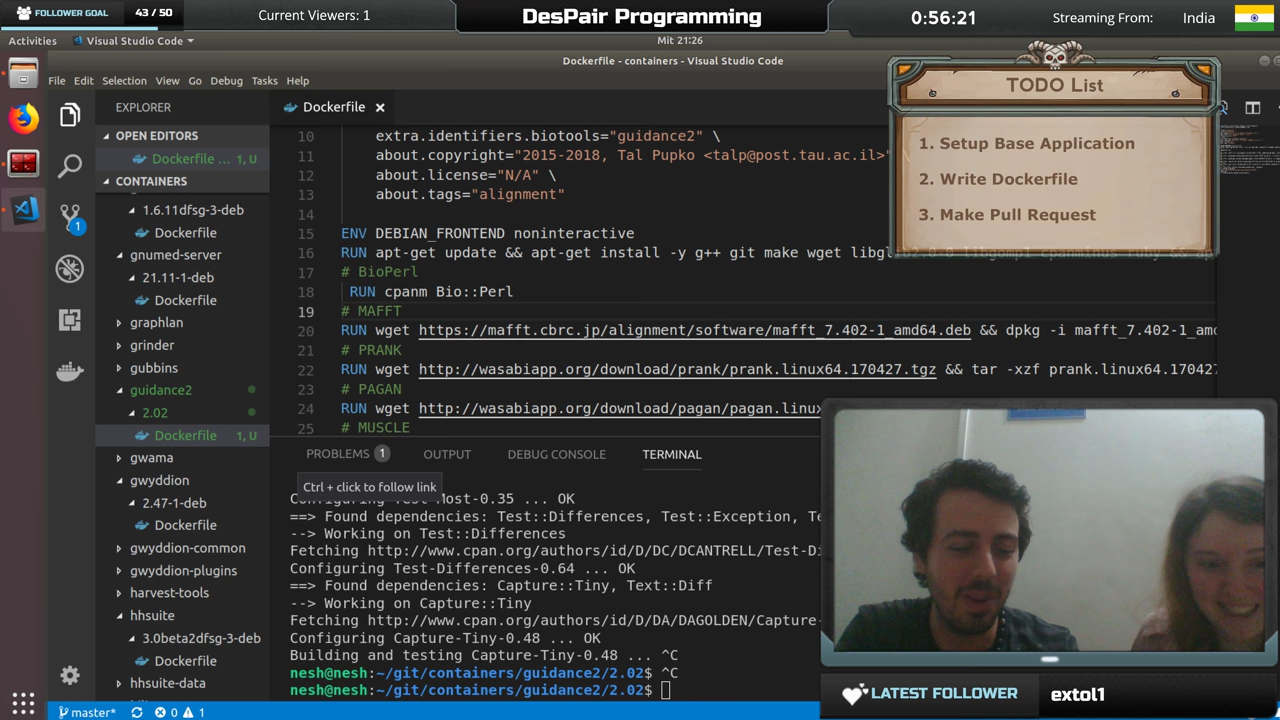 FOLLOWER GOAL
43 / 50
Current Viewers: 1
DesPair Programming
0:56:21
Streaming From:
India
Activities
Visual Studio Code
Mit 21:26
Dockerfile - containers - Visual Studio Code
File Edit Selection View Go Debug Tasks Help
TODO List
1. Setup Base Application
2. Write Dockerfile
3. Make Pull Request
EXPLORER
OPEN EDITORS
Dockerfile ... 1, U
CONTAINERS
1.6.11dfsg-3-deb
Dockerfile
gnumed-server
21.11-1-deb
Dockerfile
graphlan
grinder
gubbins
guidance2
2.02
Dockerfile 1, U
gwama
gwyddion
2.47-1-deb
Dockerfile
gwyddion-common
gwyddion-plugins
harvest-tools
hhsuite
3.0beta2dfsg-3-deb
Dockerfile
hhsuite-data
1
Dockerfile
10 extra.identifiers.biotools="guidance2" \
11 about.copyright="2015-2018, Tal Pupko <talp@post.tau.ac.il>"
12 about.license="N/A" \
13 about.tags="alignment"
14
15 ENV DEBIAN_FRONTEND noninteractive
16 RUN apt-get update && apt-get install -y g++ git make wget libglib2.0-0 libgomp1 cpanminus ruby && ap
17 # BioPerl
18 RUN cpanm Bio::Perl
19 # MAFFT
20 RUN wget https://mafft.cbrc.jp/alignment/software/mafft_7.402-1_amd64.deb && dpkg -i mafft_7.402-1_amd
21 # PRANK
22 RUN wget http://wasabiapp.org/download/prank/prank.linux64.170427.tgz && tar -xzf prank.linux64.170427
23 # PAGAN
24 RUN wget http://wasabiapp.org/download/pagan/pagan.linux
25 # MUSCLE
PROBLEMS 1 OUTPUT DEBUG CONSOLE TERMINAL
Ctrl + click to follow link
Configuring Test-Most-0.35 ... OK
==> Found dependencies: Test::Differences, Test::Exception, Te
--> Working on Test::Differences
Fetching http://www.cpan.org/authors/id/D/DC/DCANTRELL/Test-Di
Configuring Test-Differences-0.64 ... OK
==> Found dependencies: Capture::Tiny, Text::Diff
--> Working on Capture::Tiny
Fetching http://www.cpan.org/authors/id/D/DA/DAGOLDEN/Capture-
Configuring Capture-Tiny-0.48 ... OK
Building and testing Capture-Tiny-0.48 ... ^C
nesh@nesh:~/git/containers/guidance2/2.02$ ^C
nesh@nesh:~/git/containers/guidance2/2.02$
master* 0 1
LATEST FOLLOWER
extol1